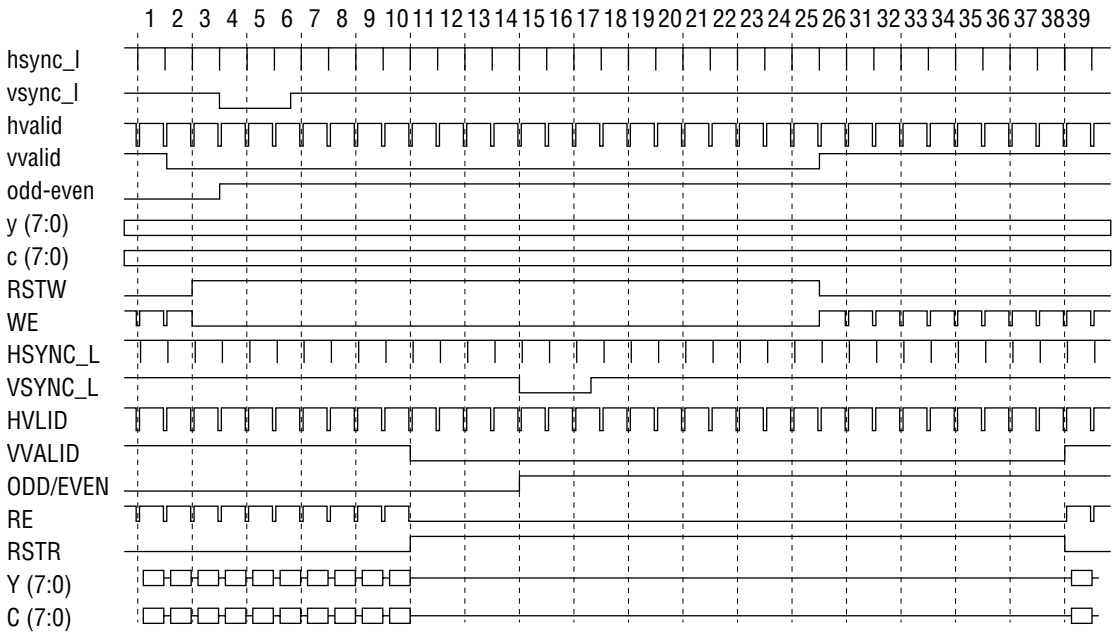 1 2 3 4 5 6 7 8 9 10 11 12 13 14 15 16 17 18 19 20 21 22 23 24 25 26 31 32 33 34 35 36 37 38 39
hsync_l
vsync_l
hvalid
vvalid
odd-even
y (7:0)
c (7:0)
RSTW
WE
HSYNC_L
VSYNC_L
HVLID
VVALID
ODD/EVEN
RE
RSTR
Y (7:0)
C (7:0)